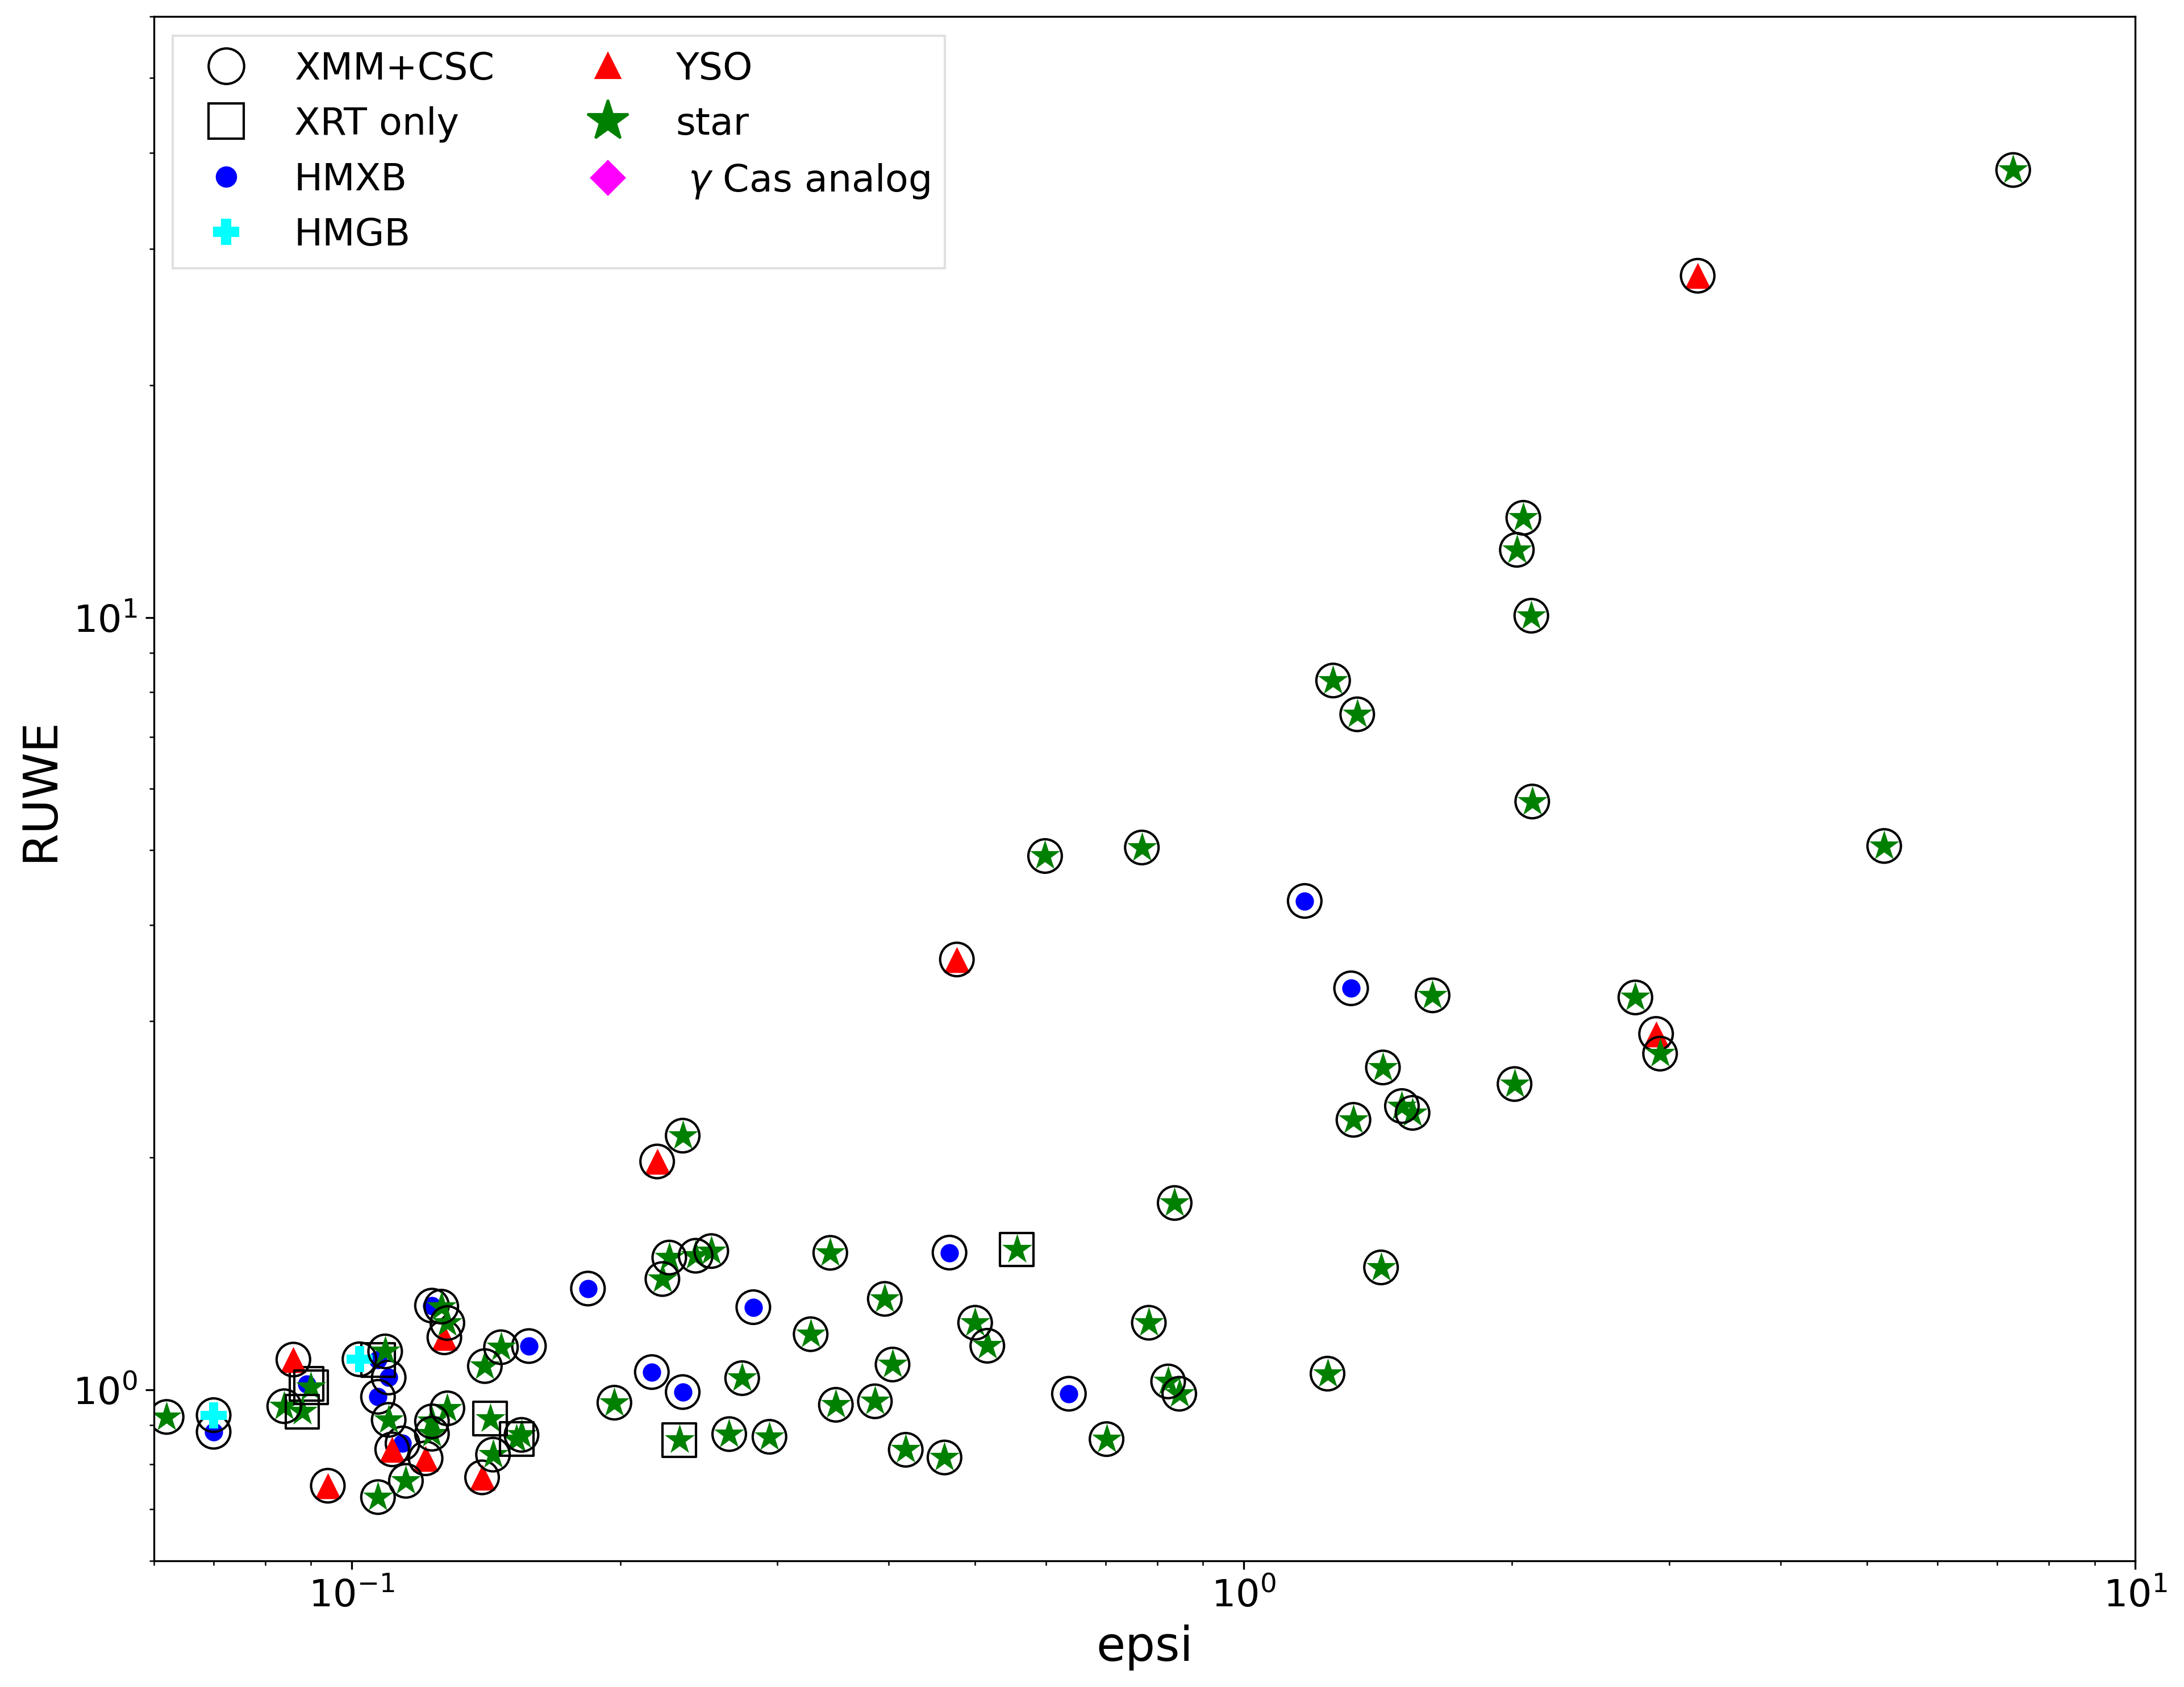 XMM+CSC
XRT only
HMXB
HMGB
YSO
star
γ Cas analog
RUWE
10¹
10⁰
10⁻¹
10⁰
10¹
epsi